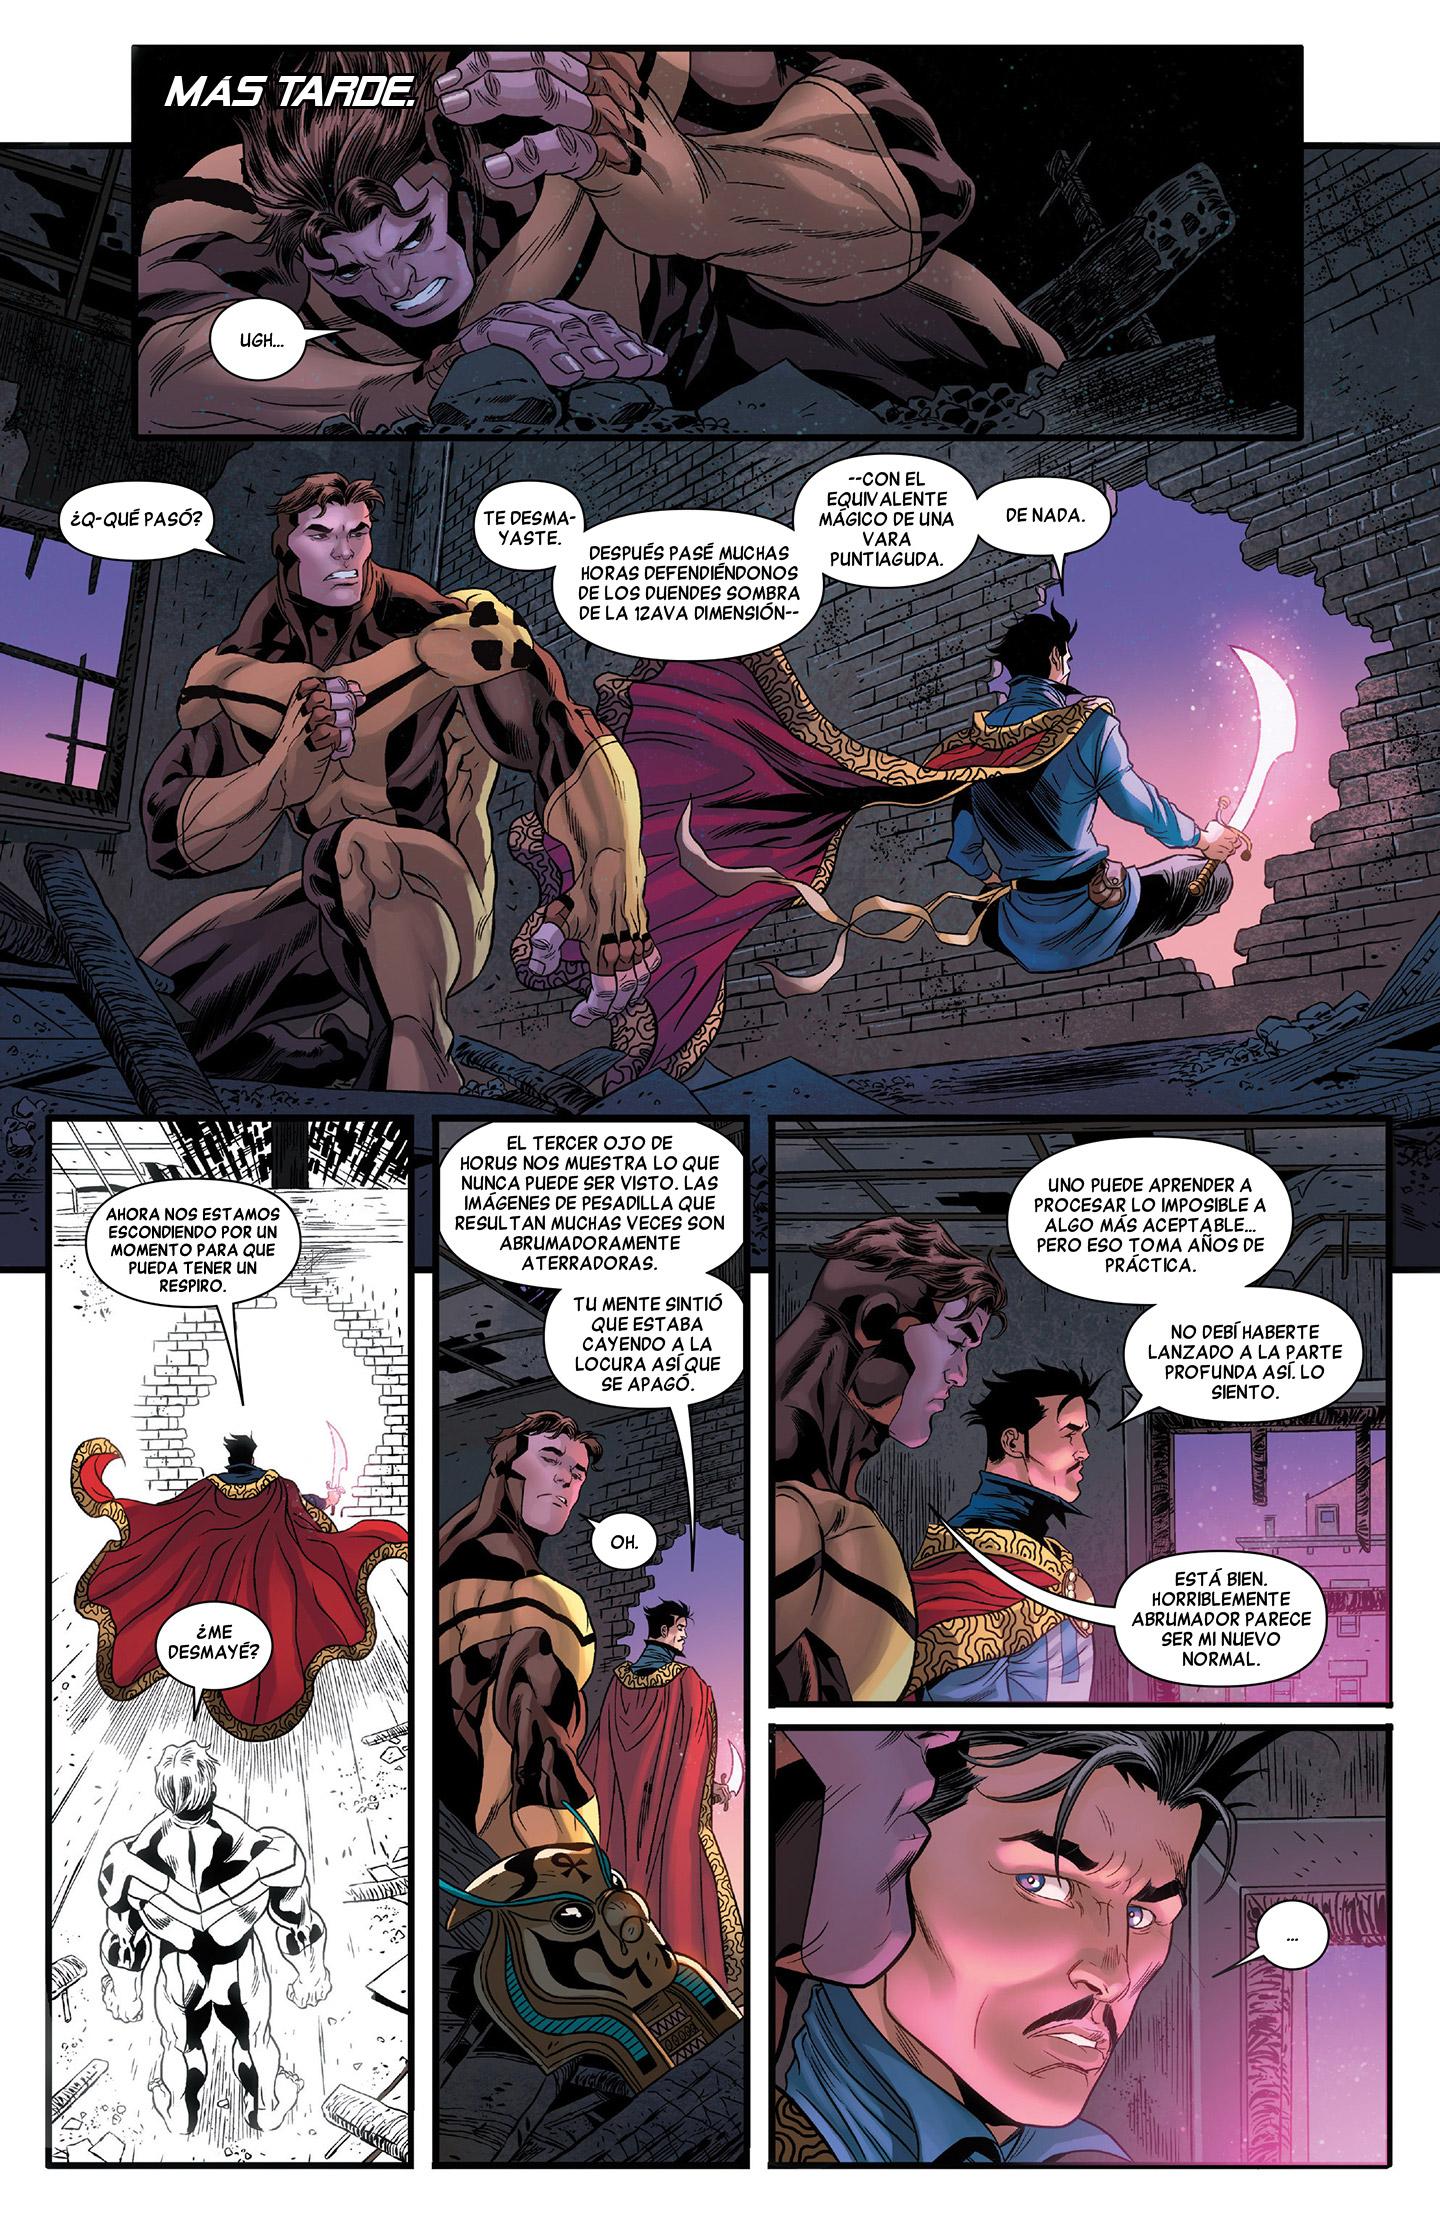 MÁS TARDE.
UGH...
¿Q-QUÉ PASÓ?
TE DESMA-
YASTE.
DESPUÉS PASÉ MUCHAS
HORAS DEFENDIÉNDONOS
DE LOS DUENDES SOMBRA
DE LA 12AVA DIMENSIÓN--
--CON EL
EQUIVALENTE
MÁGICO DE UNA
VARA
PUNTIAGUDA.
DE NADA.
AHORA NOS ESTAMOS
ESCONDIENDO POR UN
MOMENTO PARA QUE
PUEDA TENER UN
RESPIRO.
¿ME
DESMAYÉ?
EL TERCER OJO DE
HORUS NOS MUESTRA LO QUE
NUNCA PUEDE SER VISTO. LAS
IMÁGENES DE PESADILLA QUE
RESULTAN MUCHAS VECES SON
ABRUMADORAMENTE
ATERRADORAS.
TU MENTE SINTIÓ
QUE ESTABA
CAYENDO A LA
LOCURA ASÍ QUE
SE APAGÓ.
OH.
UNO PUEDE APRENDER A
PROCESAR LO IMPOSIBLE A
ALGO MÁS ACEPTABLE...
PERO ESO TOMA AÑOS DE
PRÁCTICA.
NO DEBÍ HABERTE
LANZADO A LA PARTE
PROFUNDA ASÍ. LO
SIENTO.
ESTÁ BIEN.
HORRIBLEMENTE
ABRUMADOR PARECE
SER MI NUEVO
NORMAL.
...